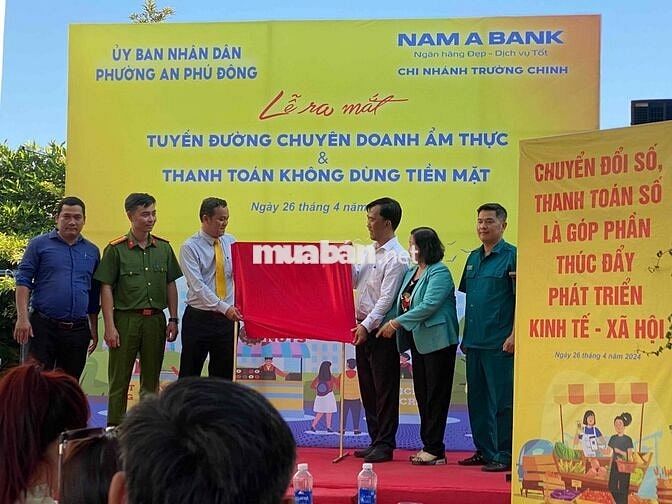 ỦY BAN NHÂN DÂN
PHƯỜNG AN PHÚ ĐÔNG
NAM A BANK
Ngân hàng Đẹp - Dịch vụ Tốt
CHI NHÁNH TRƯỜNG CHINH
Lễ ra mắt
TUYẾN ĐƯỜNG CHUYÊN DOANH ẨM THỰC
&
THANH TOÁN KHÔNG DÙNG TIỀN MẶT
Ngày 26 tháng 4 năm
muaban.net
CHUYỂN ĐỔI SỐ,
THANH TOÁN SỐ
LÀ GÓP PHẦN
THÚC ĐẨY
PHÁT TRIỂN
KINH TẾ - XÃ HỘI
Ngày 26 tháng 4 năm 2024